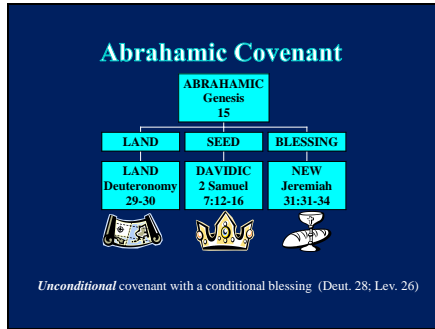 Abrahamic Covenant
ABRAHAMIC
Genesis
15
LAND
SEED
BLESSING
LAND
Deuteronomy
29-30
DAVIDIC
2 Samuel
7:12-16
NEW
Jeremiah
31:31-34
Unconditional covenant with a conditional blessing (Deut. 28; Lev. 26)